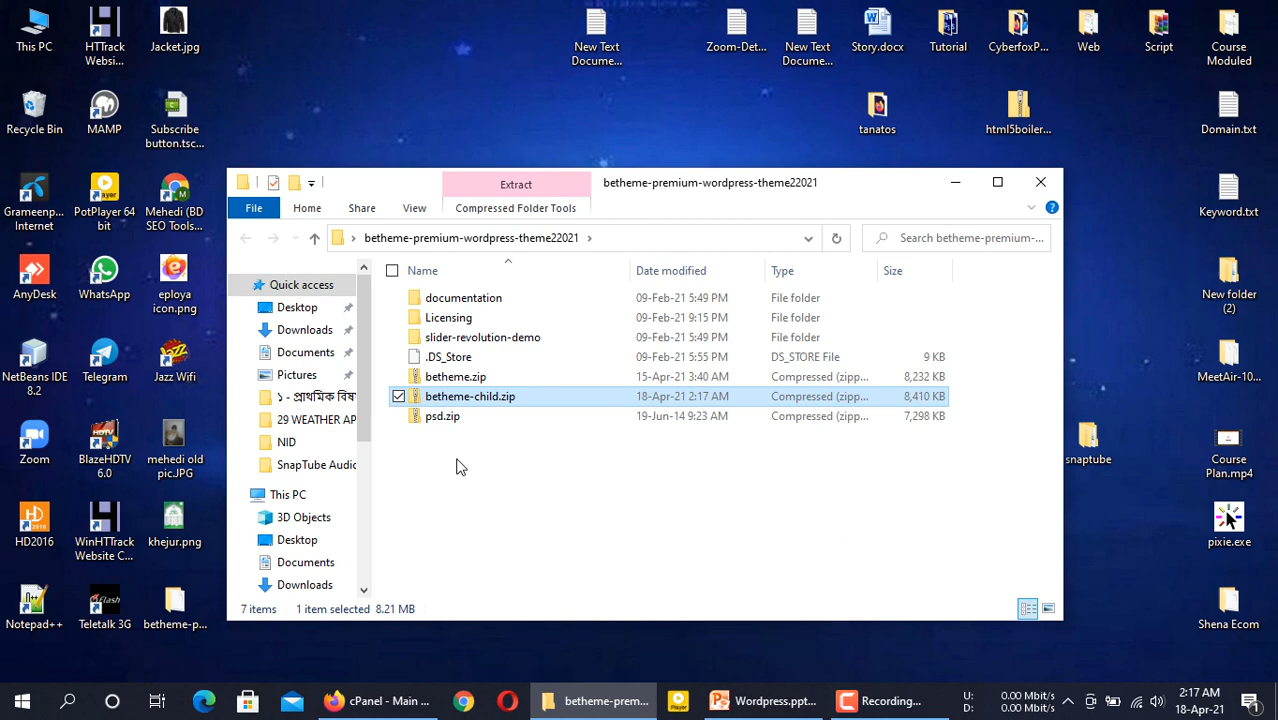 This PC
HTTrack
Websi...
Jacket.jpg
New Text
Docume...
Zoom-Det...
New Text
Docume...
Story.docx
Tutorial
CyberfoxP...
Web
Script
Course
Moduled
Recycle Bin
MAMP
Subscribe
button.tsc...
tanatos
html5boiler...
Domain.txt
Grameenp...
Internet
PotPlayer 64
bit
Mehedi (BD
SEO Tools...
Keyword.txt
AnyDesk
WhatsApp
eploya
icon.png
New folder
(2)
NetBeans IDE
8.2
Telegram
Jazz Wifi
MeetAir-10...
Zoom
BlazeHDTV
6.0
mehedi old
pic.JPG
snaptube
Course
Plan.mp4
HD2016
WinHTTrack
Website C...
khejur.png
pixie.exe
Notepad++
Teletalk 3G
betheme-p...
Shena Ecom
Extract
betheme-premium-wordpress-theme22021
File
Home
Share
View
Compressed Folder Tools
betheme-premium-wordpress-theme22021
Search betheme-premium-...
Name
Date modified
Type
Size
Quick access
Desktop
Downloads
Documents
Pictures
29 WEATHER AP
NID
SnapTube Audic
This PC
3D Objects
Desktop
Documents
Downloads
documentation 09-Feb-21 5:49 PM File folder
Licensing 09-Feb-21 9:15 PM File folder
slider-revolution-demo 09-Feb-21 5:49 PM File folder
.DS_Store 09-Feb-21 5:55 PM DS_STORE File 9 KB
betheme.zip 15-Apr-21 3:40 AM Compressed (zipp... 8,232 KB
betheme-child.zip 18-Apr-21 2:17 AM Compressed (zipp... 8,410 KB
psd.zip 19-Jun-14 9:23 AM Compressed (zipp... 7,298 KB
7 items 1 item selected 8.21 MB
cPanel - Main ...
betheme-prem...
Wordpress.ppt...
Recording...
U: 0.00 Mbit/s
D: 0.00 Mbit/s
2:17 AM
18-Apr-21